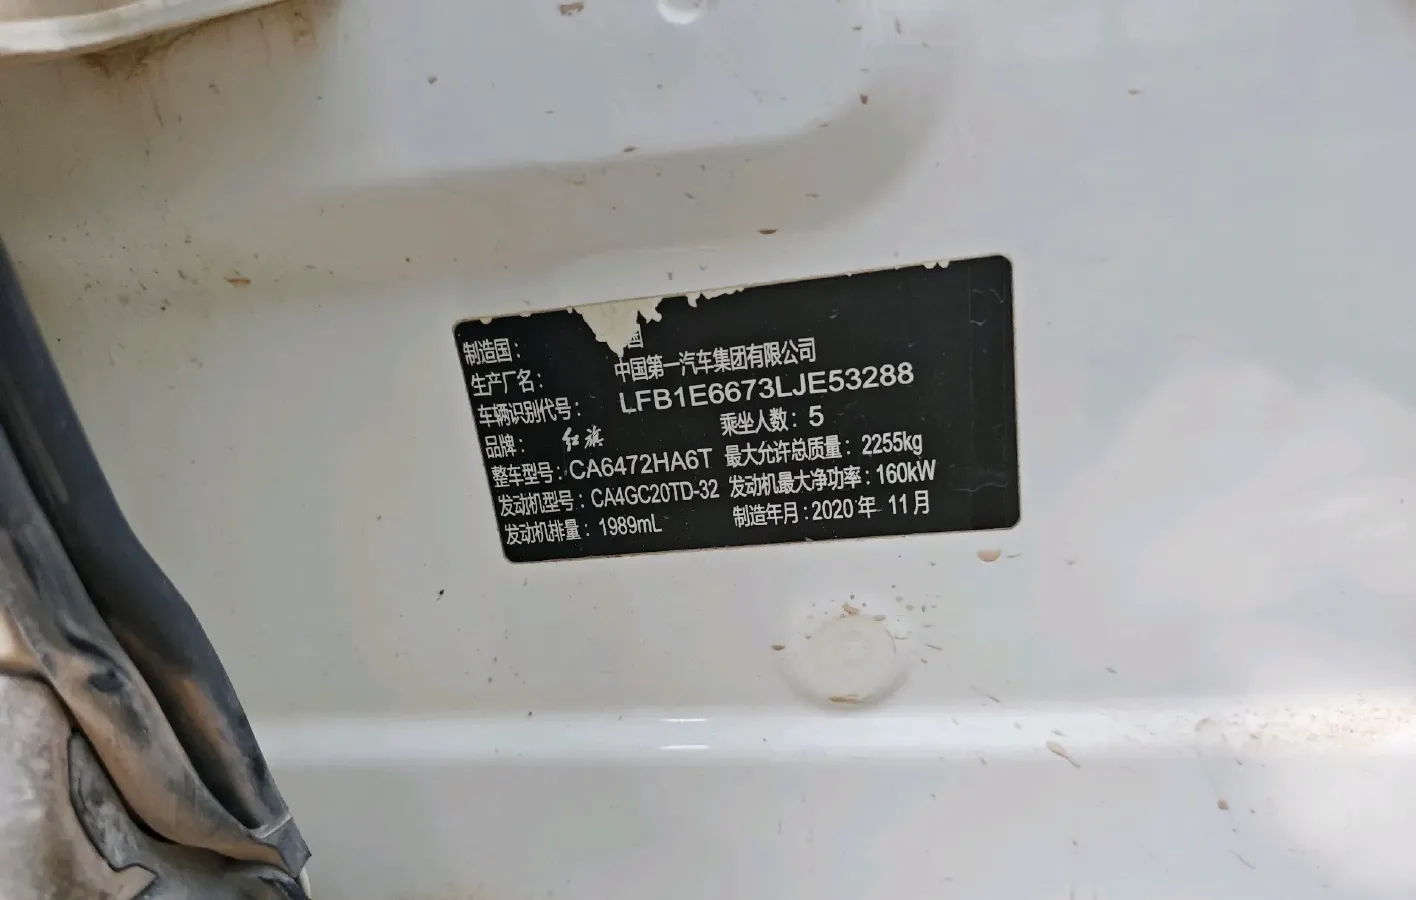 制造国： 国
生产厂名： 中国第一汽车集团有限公司
车辆识别代号： LFB1E6673LJE53288
品牌： 红旗 乘坐人数： 5
整车型号： CA6472HA6T 最大允许总质量： 2255kg
发动机型号： CA4GC20TD-32 发动机最大净功率： 160kW
发动机排量： 1989mL 制造年月： 2020年 11月